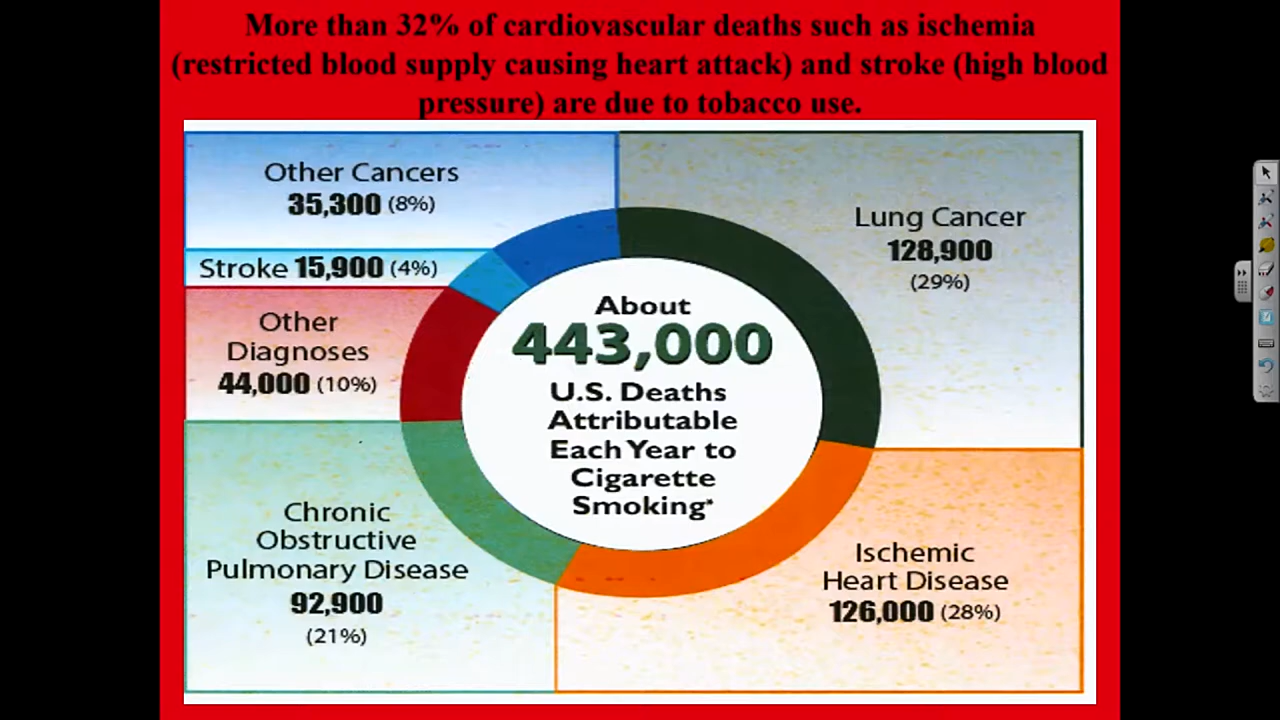 More than 32% of cardiovascular deaths such as ischemia
(restricted blood supply causing heart attack) and stroke (high blood
pressure) are due to tobacco use.
Other Cancers
35,300 (8%)
Stroke 15,900 (4%)
Other
Diagnoses
44,000 (10%)
Chronic
Obstructive
Pulmonary Disease
92,900
(21%)
About
443,000
U.S. Deaths
Attributable
Each Year to
Cigarette
Smoking*
Lung Cancer
128,900
(29%)
Ischemic
Heart Disease
126,000 (28%)